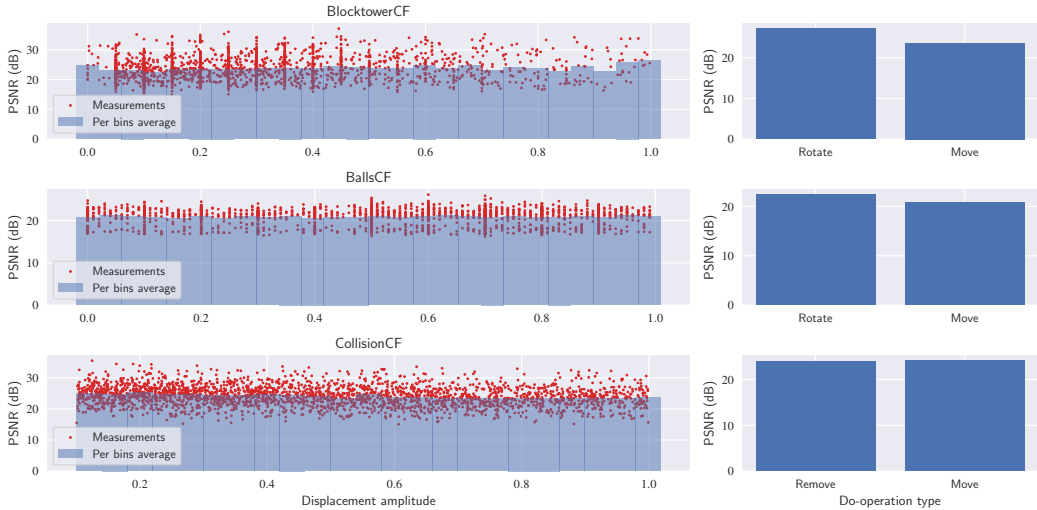 BlocktowerCF
PSNR (dB)
30
20
10
0
Measurements
Per bins average
0.0 0.2 0.4 0.6 0.8 1.0
PSNR (dB)
20
10
0
Rotate Move
BallsCF
PSNR (dB)
20
10
0
Measurements
Per bins average
0.0 0.2 0.4 0.6 0.8 1.0
PSNR (dB)
20
10
0
Rotate Move
CollisionCF
PSNR (dB)
30
20
10
0
Measurements
Per bins average
0.2 0.4 0.6 0.8 1.0
Displacement amplitude
PSNR (dB)
20
10
0
Remove Move
Do-operation type